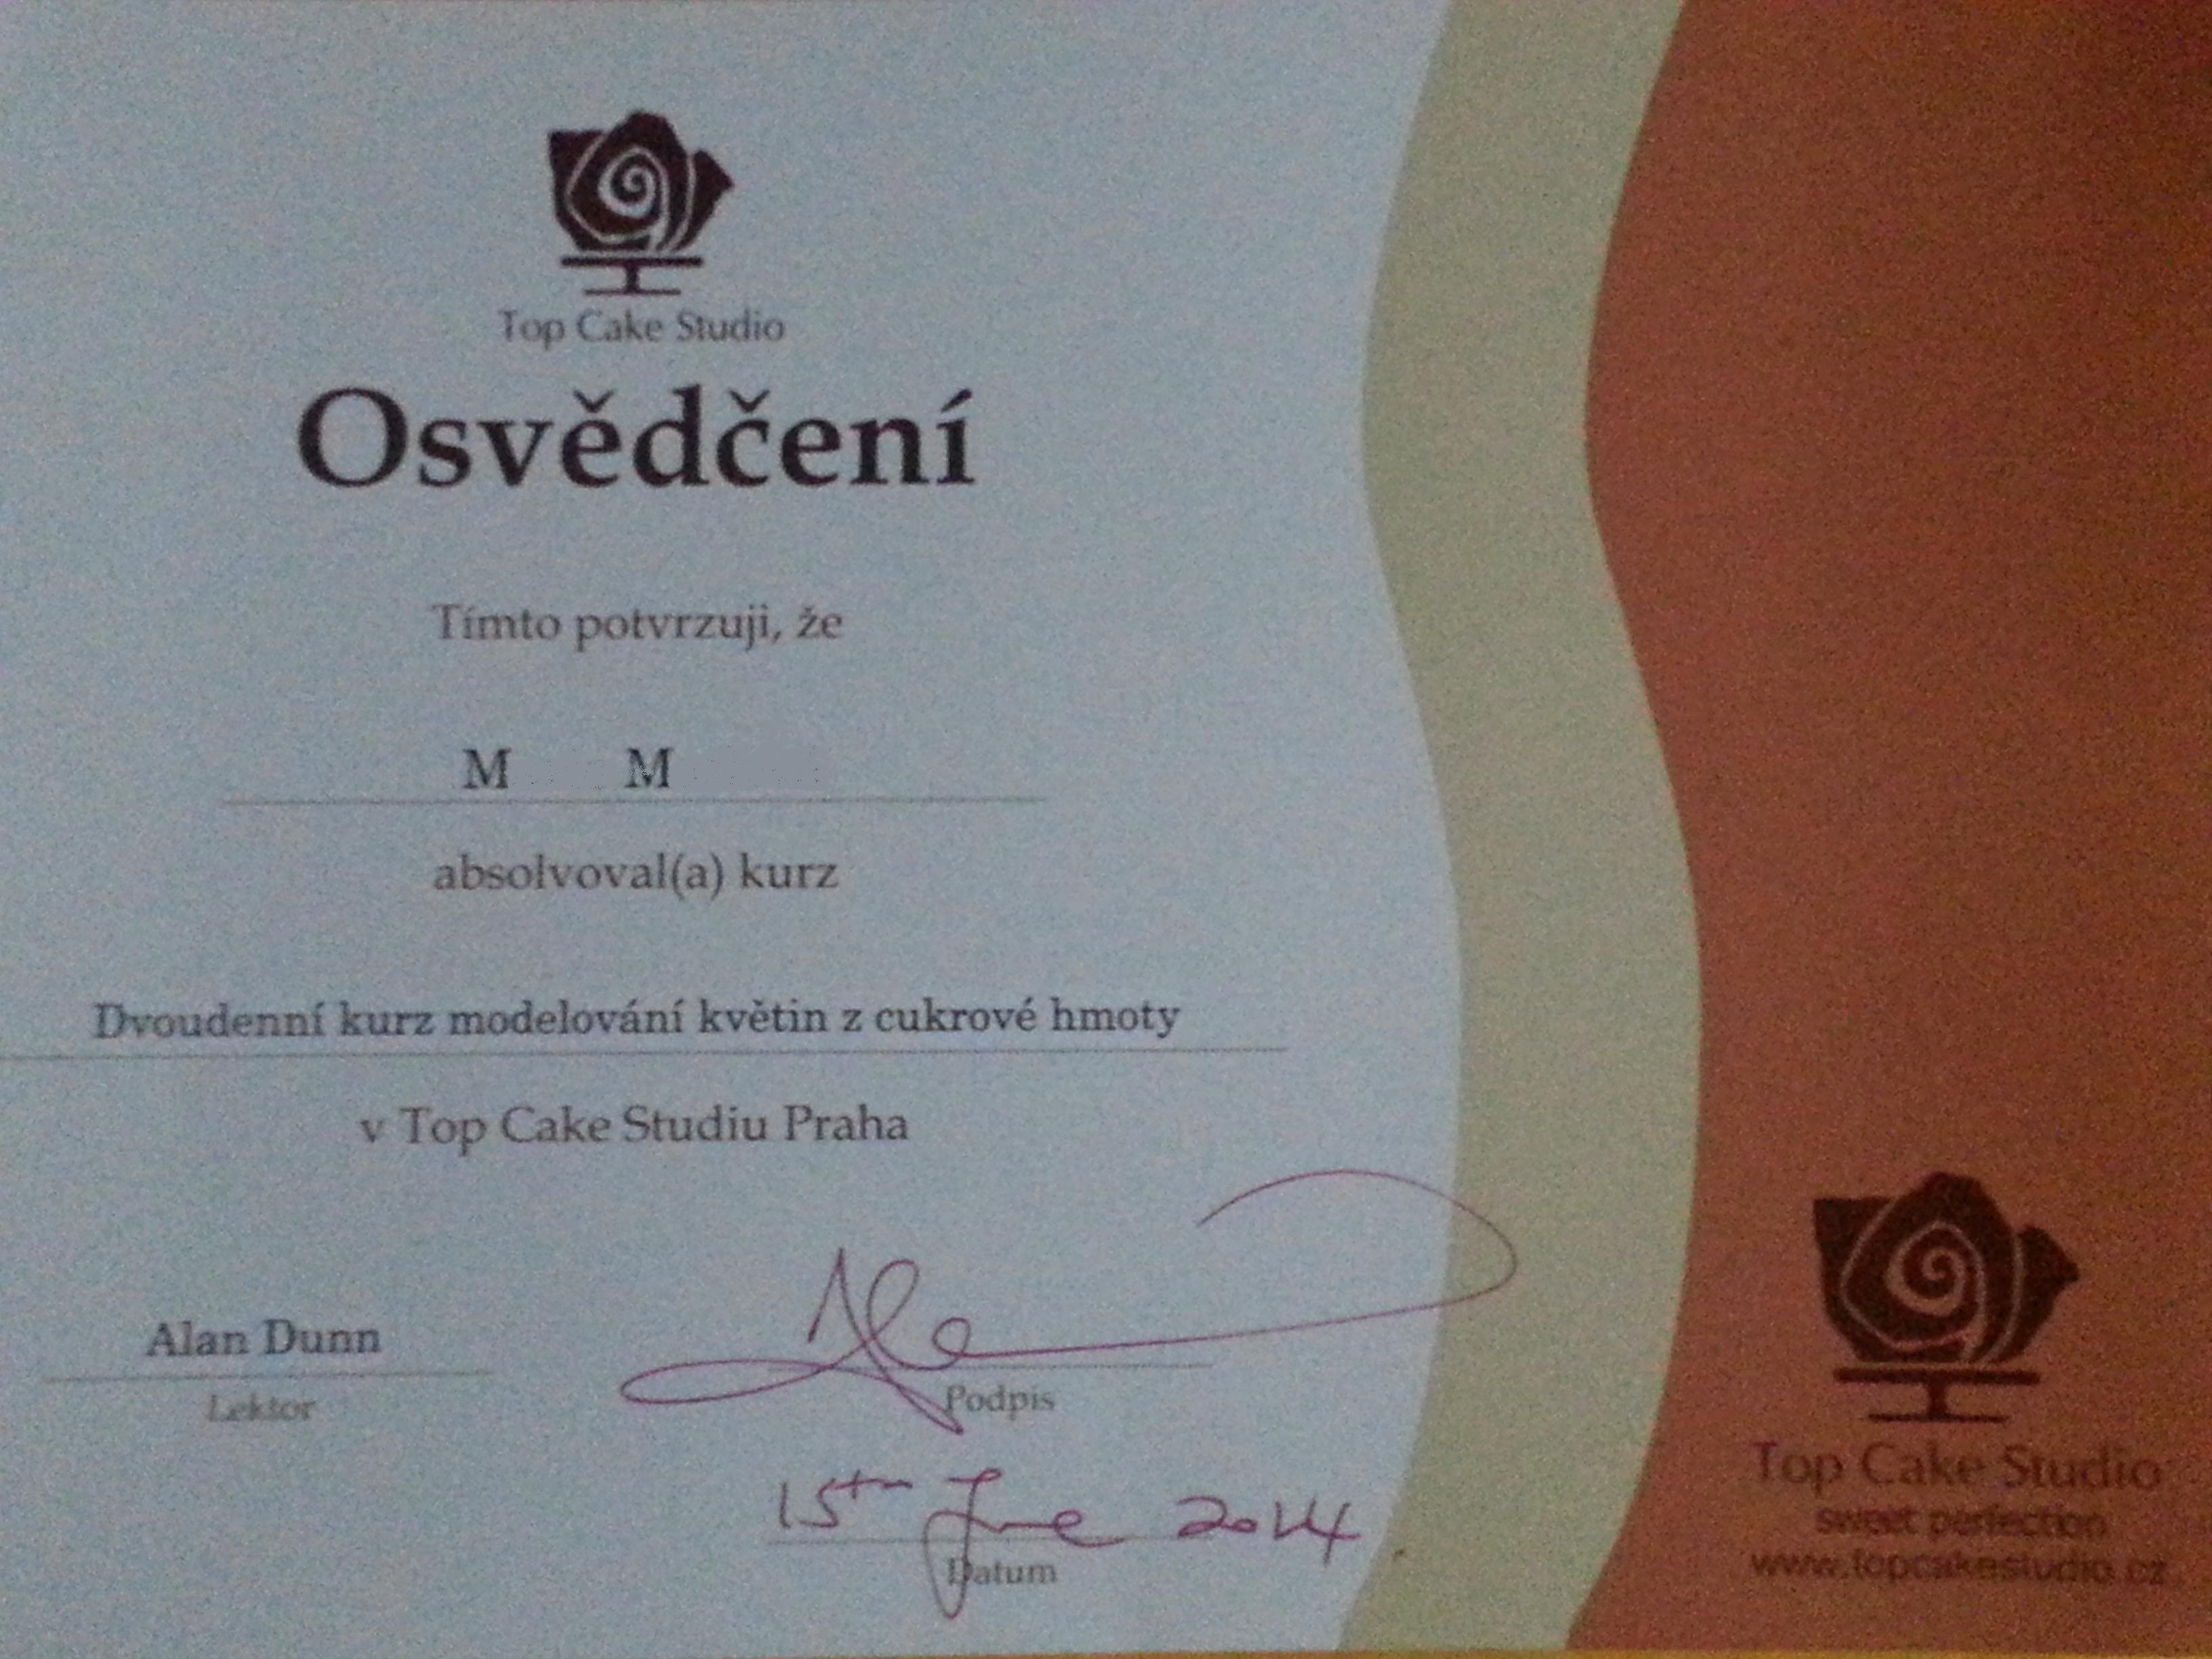 Top Cake Studio
Osvědčení
Tímto potvrzuji, že
M M
absolvoval(a) kurz
Dvoudenní kurz modelování květin z cukrové hmoty
v Top Cake Studiu Praha
Alan Dunn
Lektor
Podpis
15th June 2014
Datum
Top Cake Studio
sweet perfection
www.topcakestudio.cz